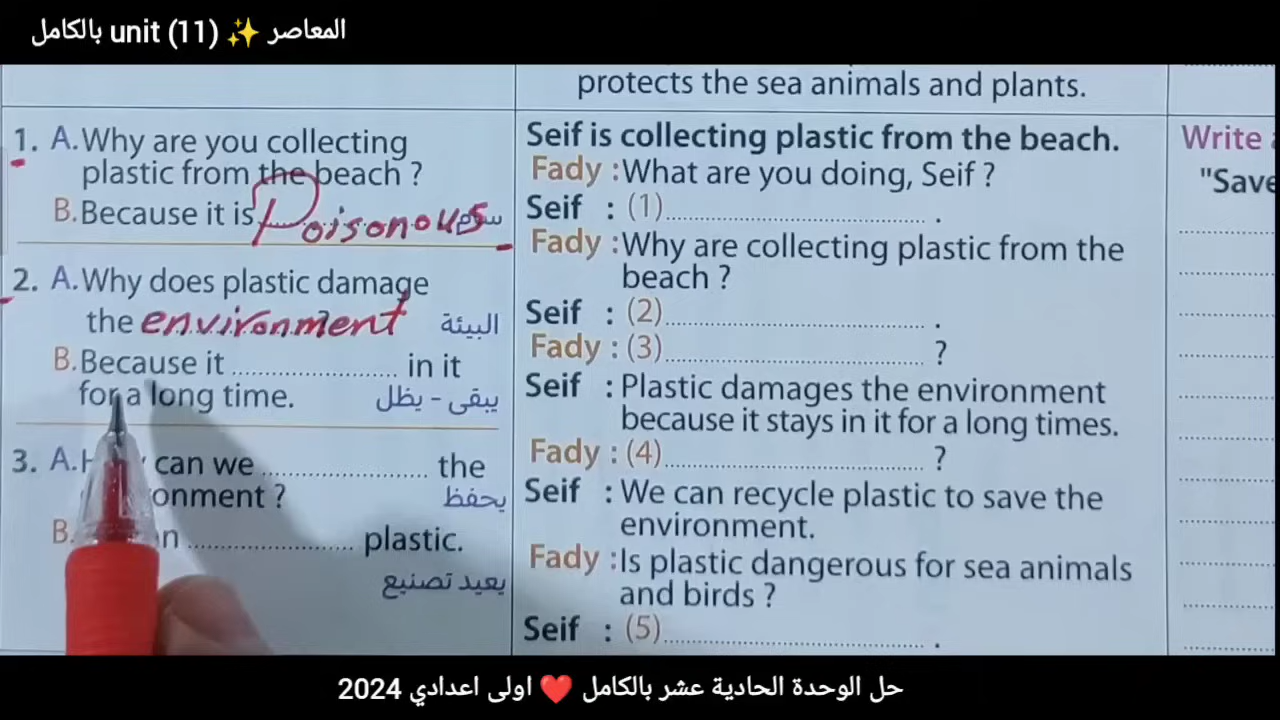 المعاصر ✨ unit (11) بالكامل
protects the sea animals and plants.
1. A. Why are you collecting
plastic from the beach ?
B. Because it is Poisonous
2. A. Why does plastic damage
the environment ?
البيئة
B. Because it .......................... in it
for a long time.
يبقى - يظل
3. A. can we .......................... the
?
يحفظ
B. .......................... plastic.
يعيد تصنيع
Seif is collecting plastic from the beach.
Fady : What are you doing, Seif ?
Seif : (1) .......................... .
Fady : Why are collecting plastic from the
beach ?
Seif : (2) .......................... .
Fady : (3) .......................... ?
Seif : Plastic damages the environment
because it stays in it for a long times.
Fady : (4) .......................... ?
Seif : We can recycle plastic to save the
environment.
Fady : Is plastic dangerous for sea animals
and birds ?
Seif : (5) .......................... .
Write
"Save
حل الوحدة الحادية عشر بالكامل ❤️ اولى اعدادي 2024